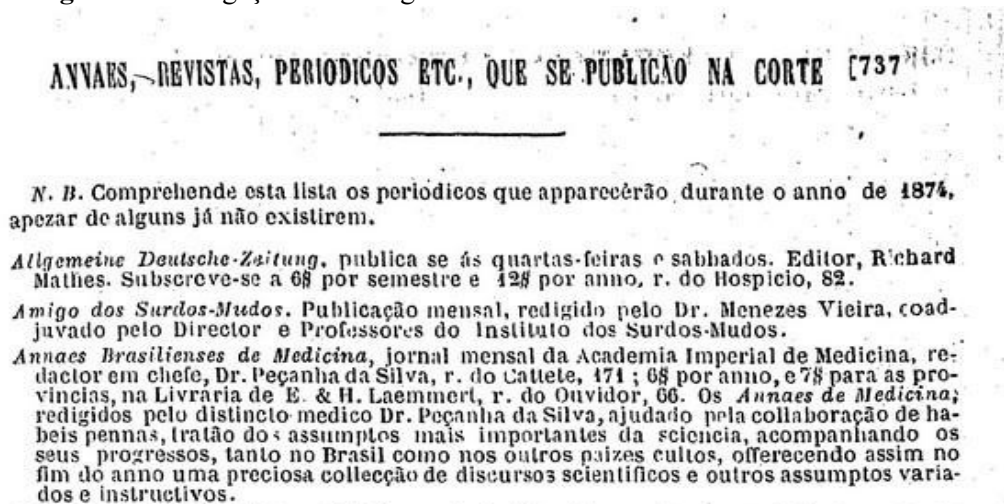 ANNAES, REVISTAS, PERIODICOS ETC., QUE SE PUBLICÃO NA CORTE [737
N. B. Comprehende esta lista os periodicos que apparecêrão durante o anno de 1874,
apezar de alguns já não existirem.
Allgemeine Deutsche-Zeitung, publica se ás quartas-feiras e sabbados. Editor, Richard
Mathes. Subscreve-se a 6$ por semestre e 12$ por anno, r. do Hospicio, 82.
Amigo dos Surdos-Mudos. Publicação mensal, redigido pelo Dr. Menezes Vieira, coad-
juvado pelo Director e Professores do Instituto dos Surdos-Mudos.
Annaes Brasilienses de Medicina, jornal mensal da Academia Imperial de Medicina, re-
dactor em chefe, Dr. Peçanha da Silva, r. do Cattete, 171 ; 6$ por anno, e 7$ para as pro-
vincias, na Livraria de E. & H. Laemmert, r. do Ouvidor, 66. Os Annaes de Medicina;
redigidos pelo distincto medico Dr. Peçanha da Silva, ajudado pela collaboração de ha-
beis pennas, tratão dos assumptos mais importantes da sciencia, acompanhando os
seus progressos, tanto no Brasil como nos outros paizes cultos, offerecendo assim no
fim do anno uma preciosa collecção de discursos scientificos e outros assumptos varia-
dos e instructivos.